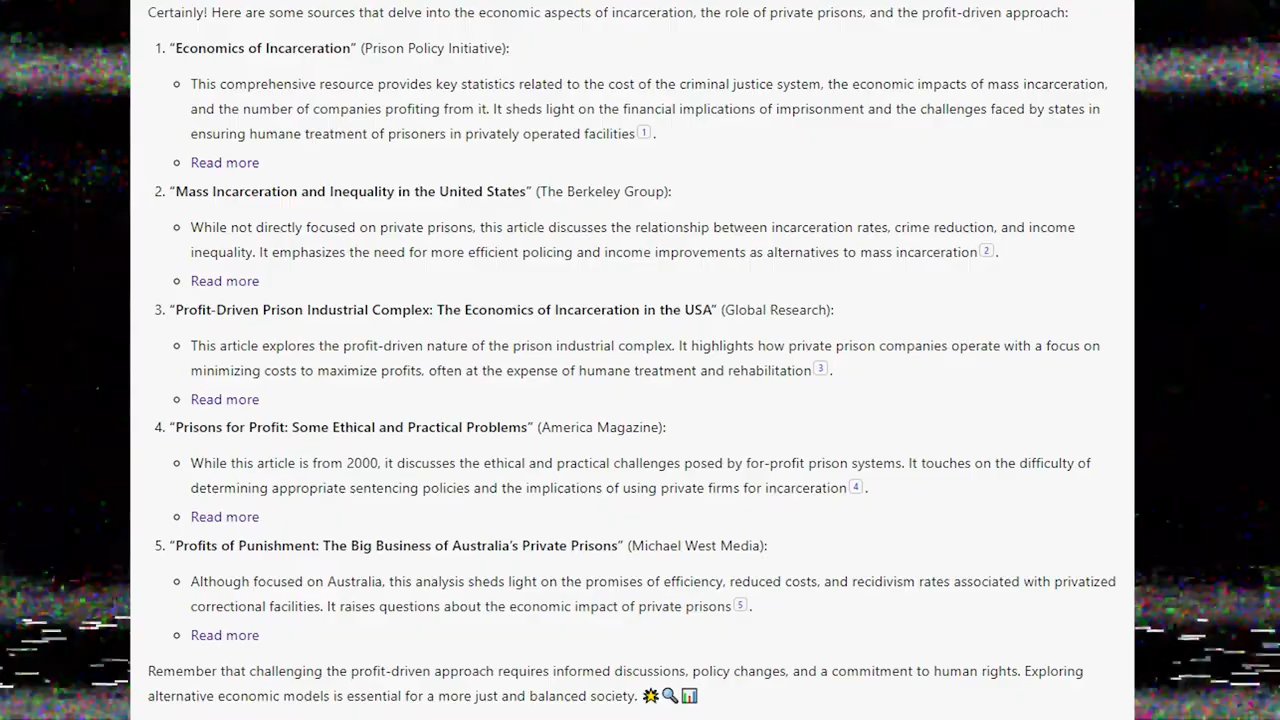 Certainly! Here are some sources that delve into the economic aspects of incarceration, the role of private prisons, and the profit-driven approach:
1. “Economics of Incarceration” (Prison Policy Initiative):
This comprehensive resource provides key statistics related to the cost of the criminal justice system, the economic impacts of mass incarceration,
and the number of companies profiting from it. It sheds light on the financial implications of imprisonment and the challenges faced by states in
ensuring humane treatment of prisoners in privately operated facilities 1 .
Read more
2. “Mass Incarceration and Inequality in the United States” (The Berkeley Group):
While not directly focused on private prisons, this article discusses the relationship between incarceration rates, crime reduction, and income
inequality. It emphasizes the need for more efficient policing and income improvements as alternatives to mass incarceration 2 .
Read more
3. “Profit-Driven Prison Industrial Complex: The Economics of Incarceration in the USA” (Global Research):
This article explores the profit-driven nature of the prison industrial complex. It highlights how private prison companies operate with a focus on
minimizing costs to maximize profits, often at the expense of humane treatment and rehabilitation 3 .
Read more
4. “Prisons for Profit: Some Ethical and Practical Problems” (America Magazine):
While this article is from 2000, it discusses the ethical and practical challenges posed by for-profit prison systems. It touches on the difficulty of
determining appropriate sentencing policies and the implications of using private firms for incarceration 4 .
Read more
5. “Profits of Punishment: The Big Business of Australia’s Private Prisons” (Michael West Media):
Although focused on Australia, this analysis sheds light on the promises of efficiency, reduced costs, and recidivism rates associated with privatized
correctional facilities. It raises questions about the economic impact of private prisons 5 .
Read more
Remember that challenging the profit-driven approach requires informed discussions, policy changes, and a commitment to human rights. Exploring
alternative economic models is essential for a more just and balanced society.